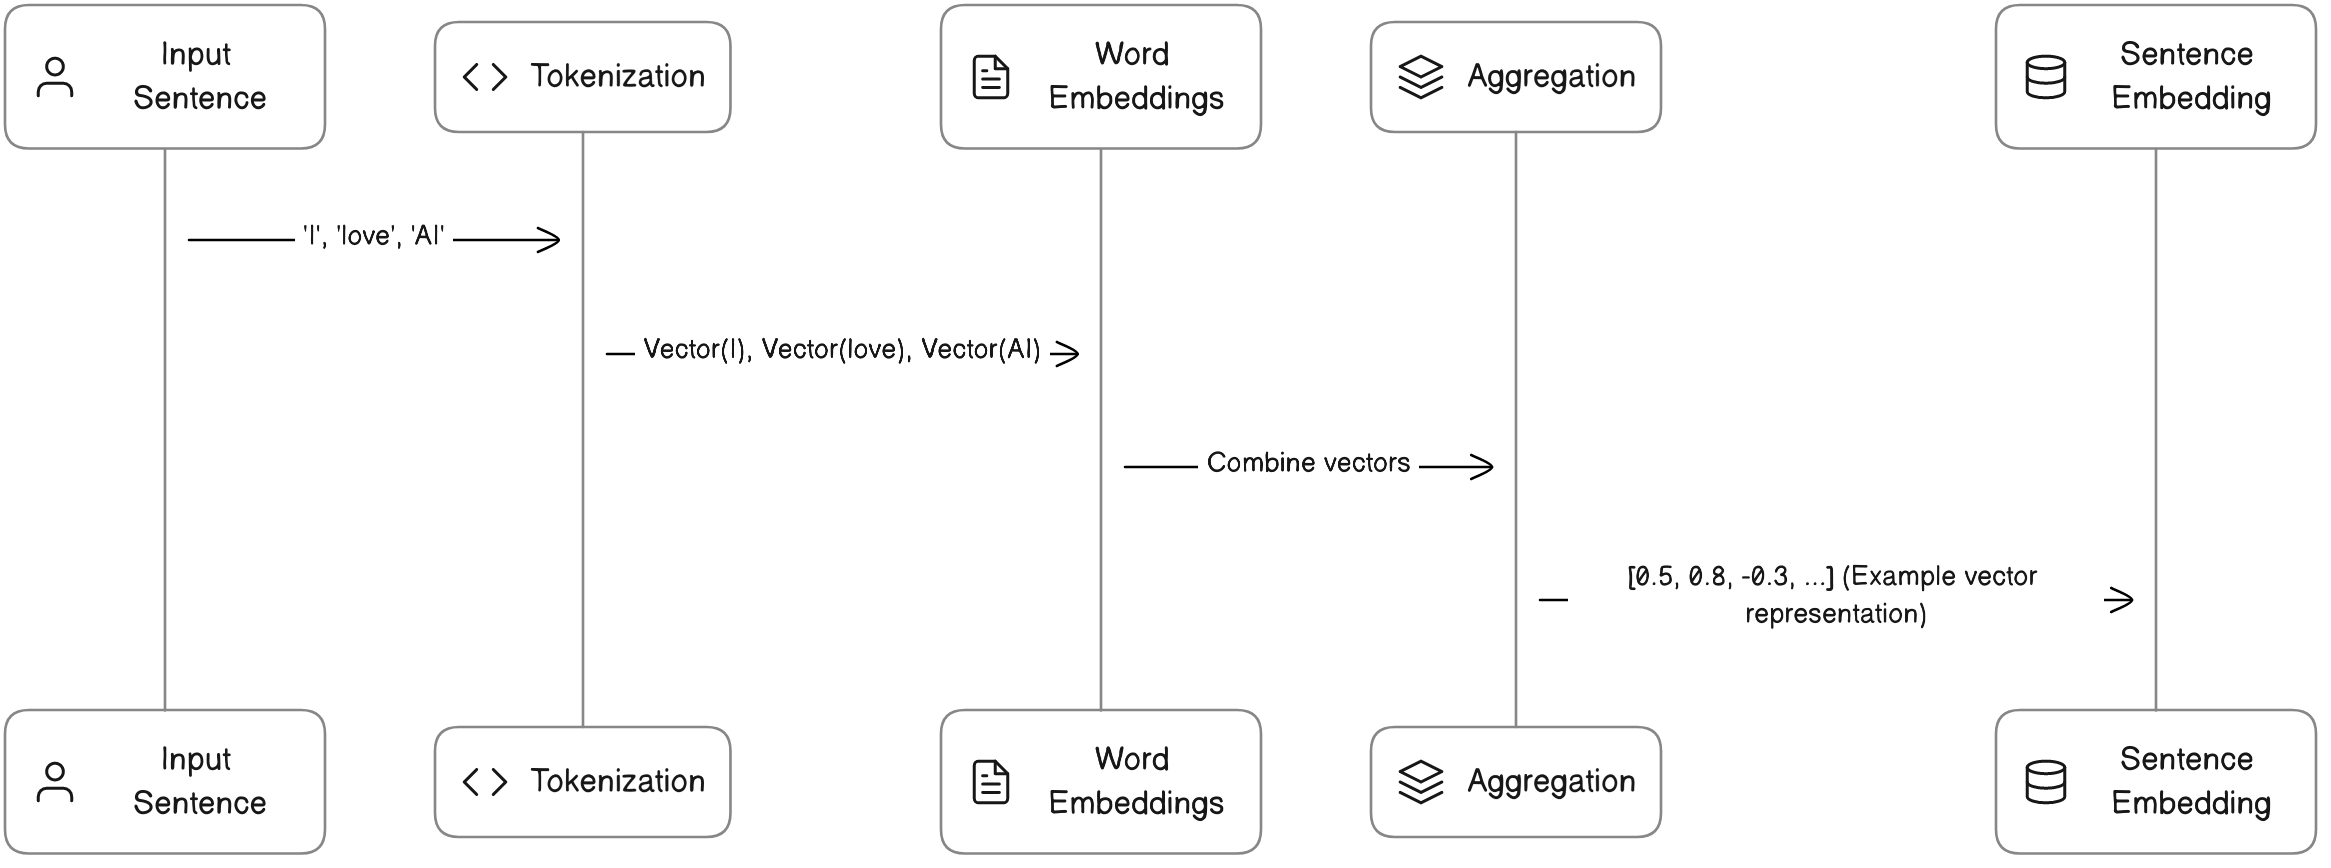 Input
Sentence
Tokenization
Word
Embeddings
Aggregation
Sentence
Embedding
'I', 'love', 'AI'
Vector(I), Vector(love), Vector(AI)
Combine vectors
[0.5, 0.8, -0.3, ...] (Example vector
representation)
Input
Sentence
Tokenization
Word
Embeddings
Aggregation
Sentence
Embedding